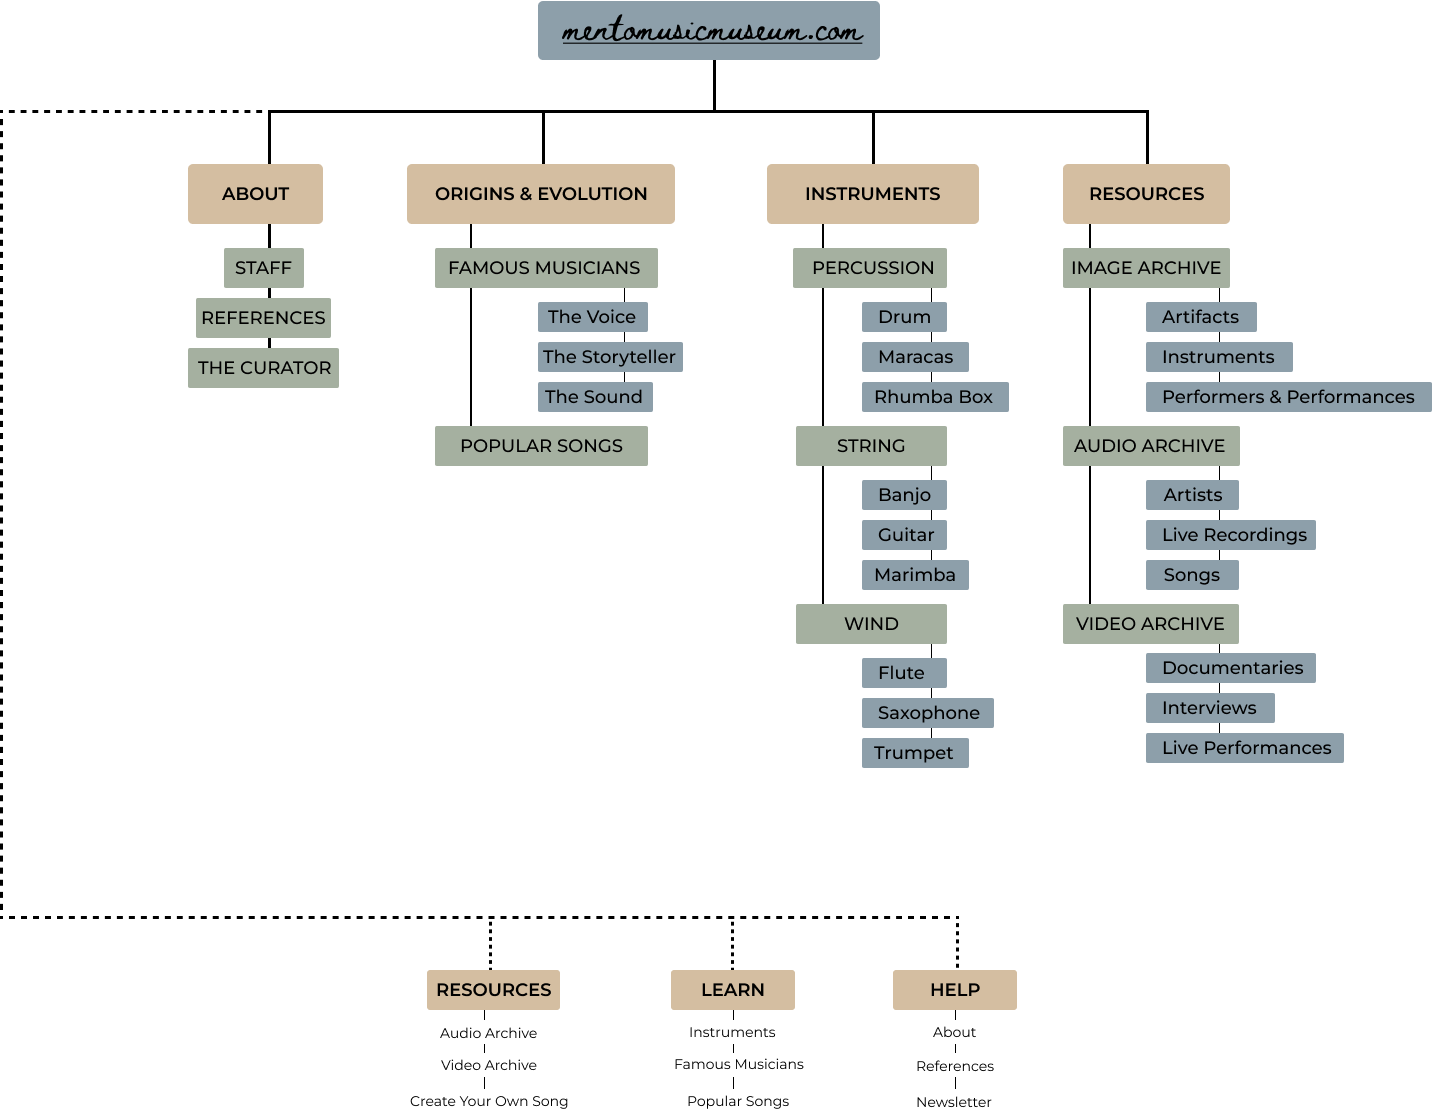 mentomusicmuseum.com
ABOUT
STAFF
REFERENCES
THE CURATOR
ORIGINS & EVOLUTION
FAMOUS MUSICIANS
The Voice
The Storyteller
The Sound
POPULAR SONGS
INSTRUMENTS
PERCUSSION
Drum
Maracas
Rhumba Box
STRING
Banjo
Guitar
Marimba
WIND
Flute
Saxophone
Trumpet
RESOURCES
IMAGE ARCHIVE
Artifacts
Instruments
Performers & Performances
AUDIO ARCHIVE
Artists
Live Recordings
Songs
VIDEO ARCHIVE
Documentaries
Interviews
Live Performances
RESOURCES
Audio Archive
Video Archive
Create Your Own Song
LEARN
Instruments
Famous Musicians
Popular Songs
HELP
About
References
Newsletter